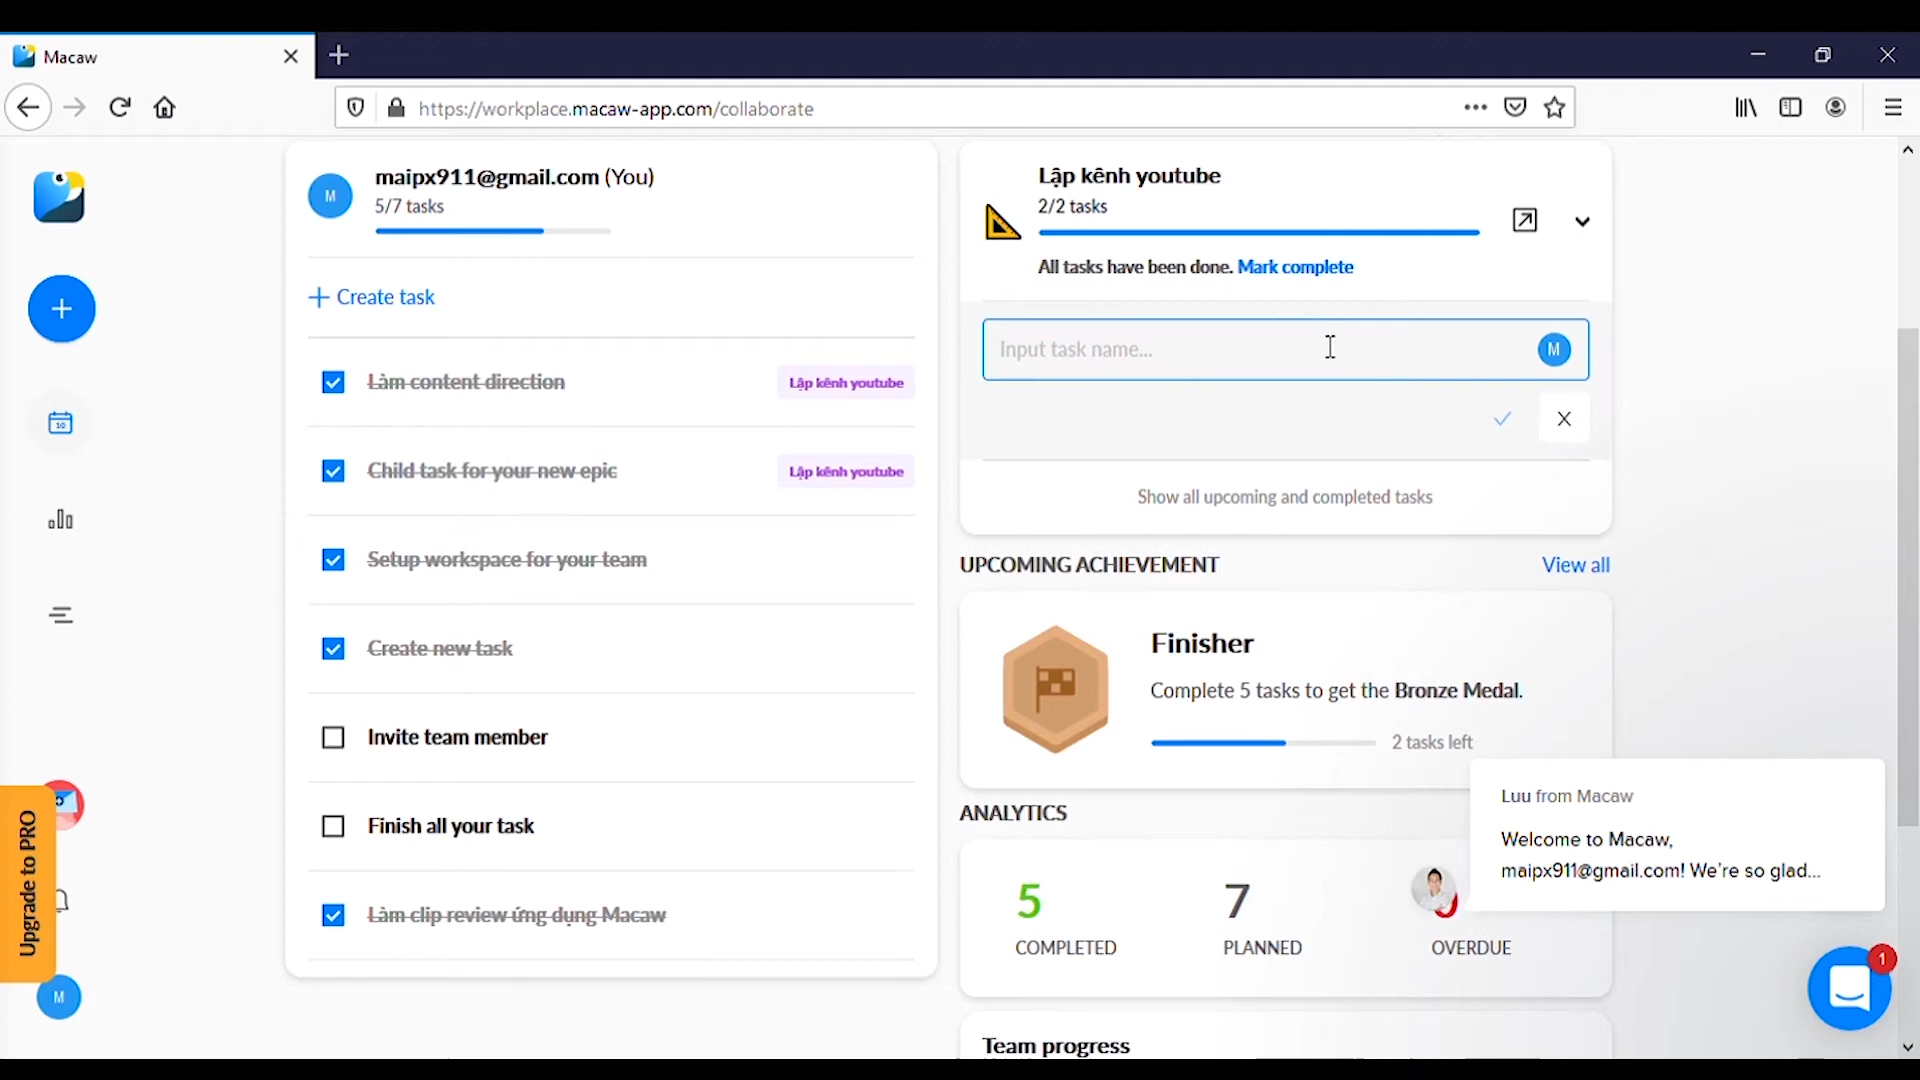 Macaw
https://workplace.macaw-app.com/collaborate
M
maipx911@gmail.com (You)
5/7 tasks
Create task
Làm content direction
Lập kênh youtube
Child task for your new epic
Lập kênh youtube
Setup workspace for your team
Create new task
Invite team member
Finish all your task
Làm clip review ứng dụng Macaw
Lập kênh youtube
2/2 tasks
All tasks have been done. Mark complete
Input task name...
M
Show all upcoming and completed tasks
UPCOMING ACHIEVEMENT
View all
Finisher
Complete 5 tasks to get the Bronze Medal.
2 tasks left
ANALYTICS
5
COMPLETED
7
PLANNED
OVERDUE
Team progress
Luu from Macaw
Welcome to Macaw,
maipx911@gmail.com! We're so glad...
1
10
Upgrade to PRO
M